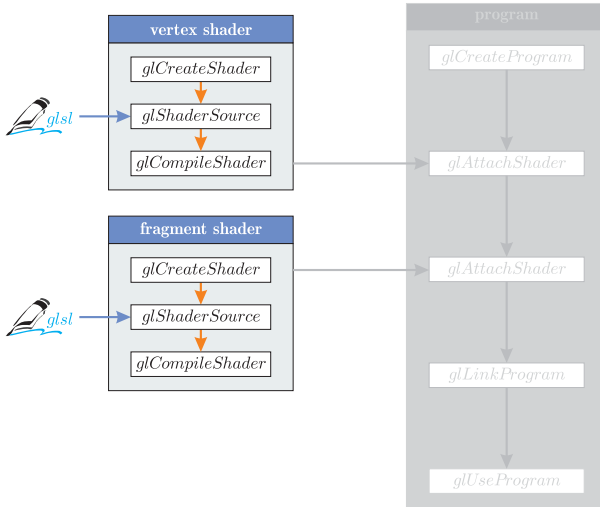 vertex shader
glCreateShader
glsl
glShaderSource
glCompileShader
fragment shader
glCreateShader
glsl
glShaderSource
glCompileShader
program
glCreateProgram
glAttachShader
glAttachShader
glLinkProgram
glUseProgram